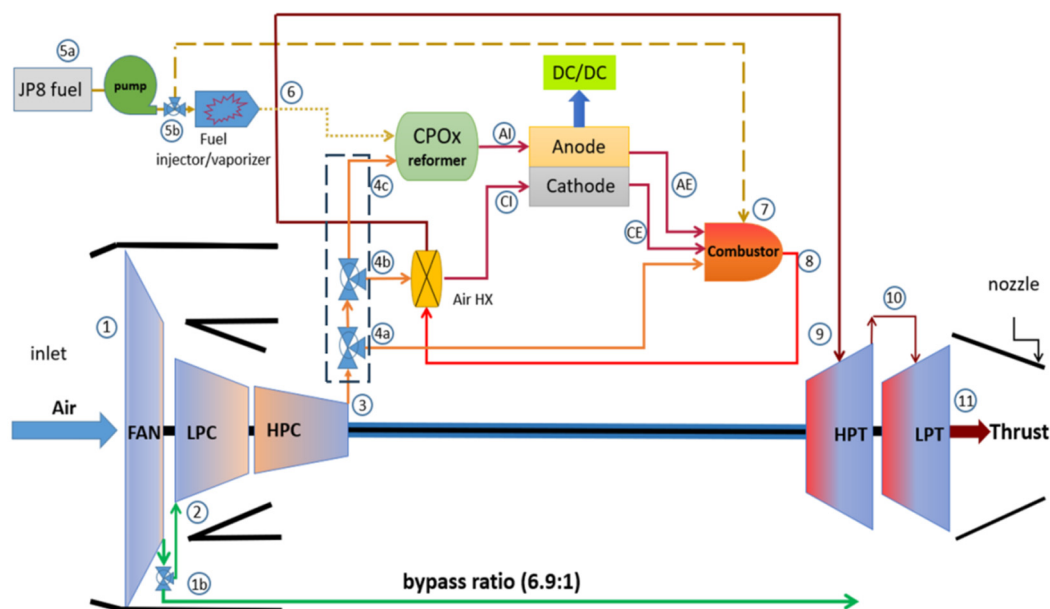 5a
JP8 fuel
pump
5b
Fuel
injector/vaporizer
6
CPOx
reformer
AI
DC/DC
Anode
Cathode
AE
CI
CE
7
Combustor
8
4c
4b
Air HX
4a
1
inlet
Air
FAN
LPC
HPC
3
2
1b
bypass ratio (6.9:1)
9
10
HPT
LPT
nozzle
11
Thrust